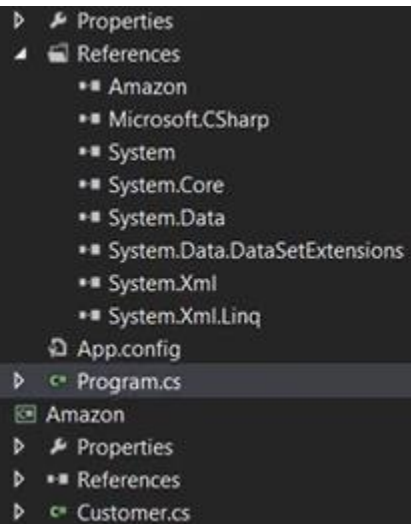 Properties
References
Amazon
Microsoft.CSharp
System
System.Core
System.Data
System.Data.DataSetExtensions
System.Xml
System.Xml.Linq
App.config
C# Program.cs
C# Amazon
Properties
References
C# Customer.cs